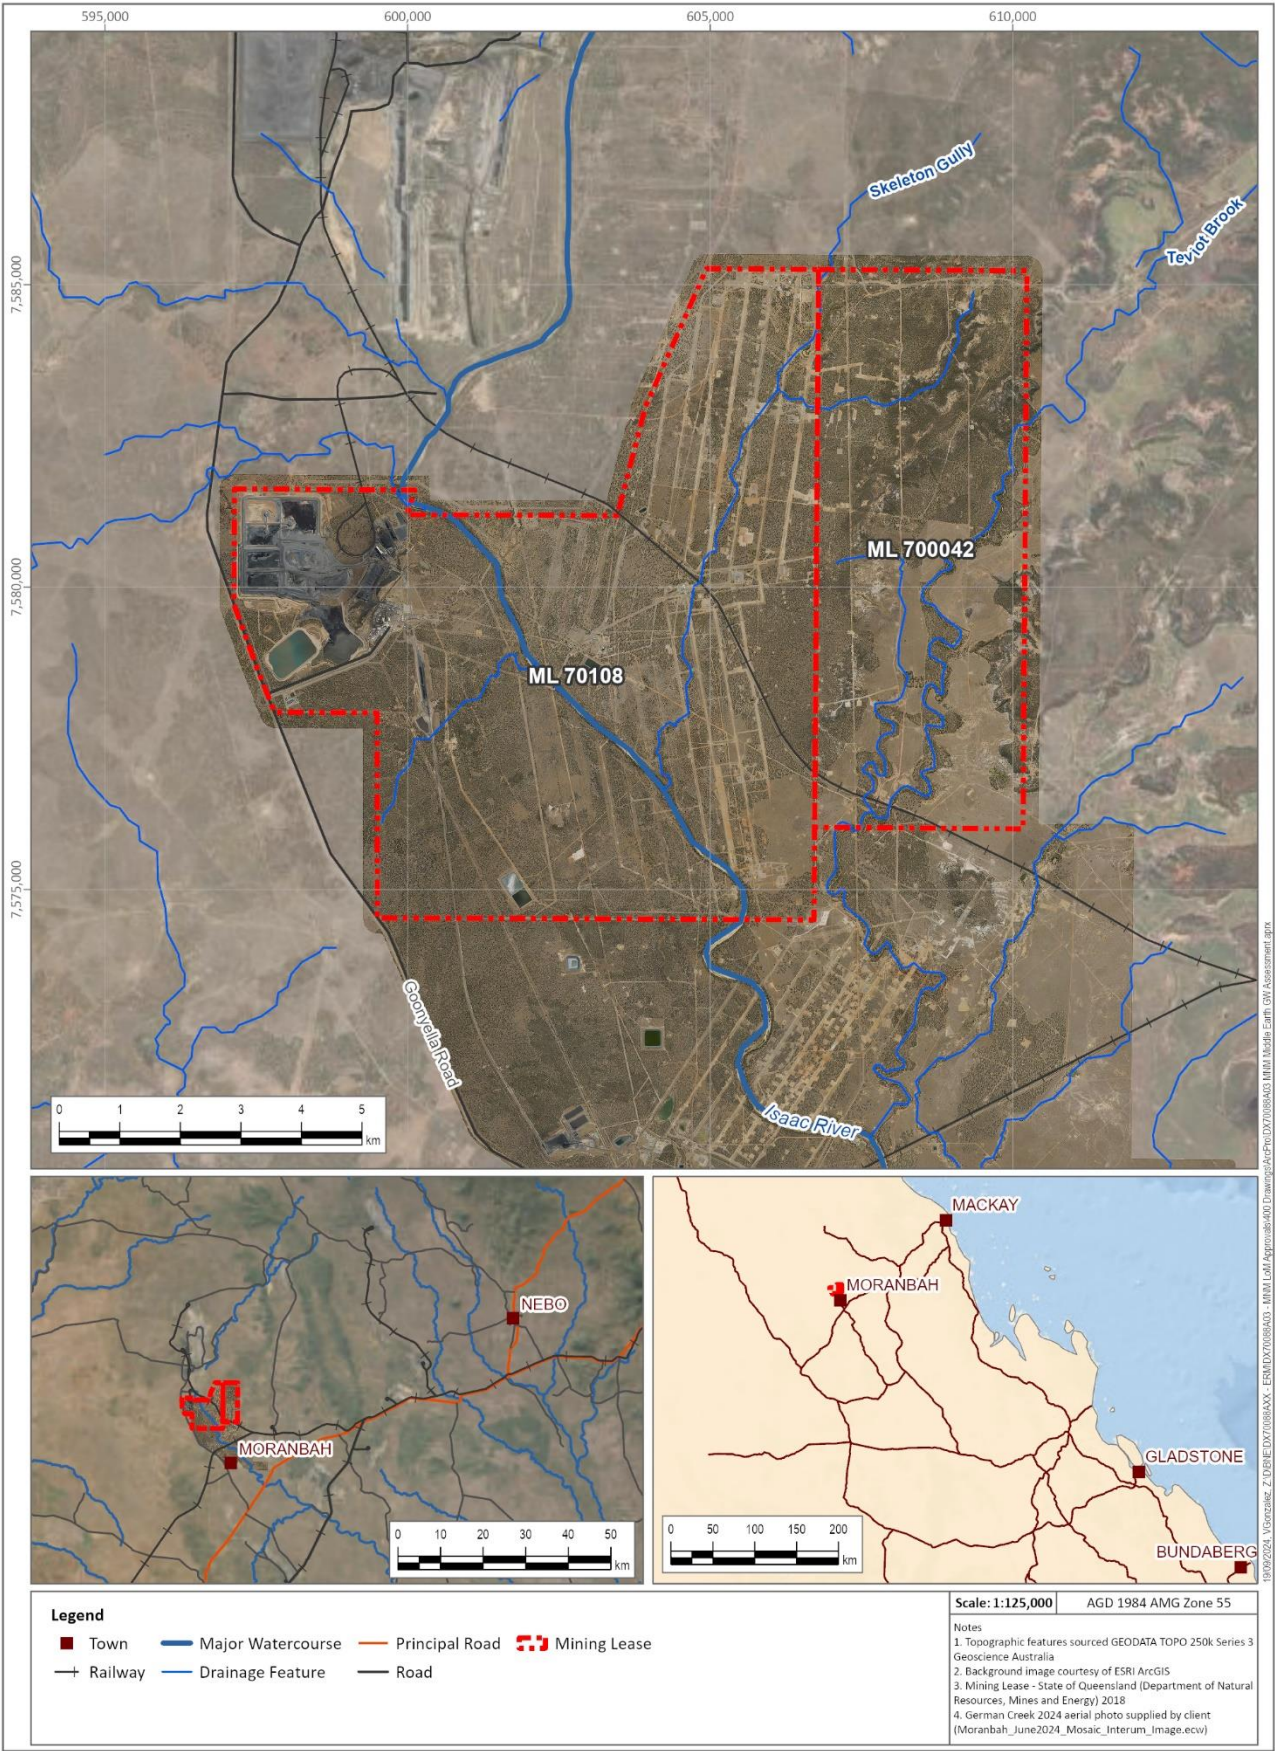 595,000
600,000
605,000
610,000
7,585,000
7,580,000
7,575,000
Skeleton Gully
Teviot Brook
ML 700042
ML 70108
Goonyella Road
Isaac River
0 1 2 3 4 5
km
NEBO
MORANBAH
0 10 20 30 40 50
km
MACKAY
MORANBAH
GLADSTONE
BUNDABERG
0 50 100 150 200
km
Legend
Town
Major Watercourse
Principal Road
Mining Lease
Railway
Drainage Feature
Road
Scale: 1:125,000
AGD 1984 AMG Zone 55
Notes
1. Topographic features sourced GEODATA TOPO 250k Series 3
Geoscience Australia
2. Background image courtesy of ESRI ArcGIS
3. Mining Lease - State of Queensland (Department of Natural
Resources, Mines and Energy) 2018
4. German Creek 2024 aerial photo supplied by client
(Moranbah_June2024_Mosaic_Interum_Image.ecw)